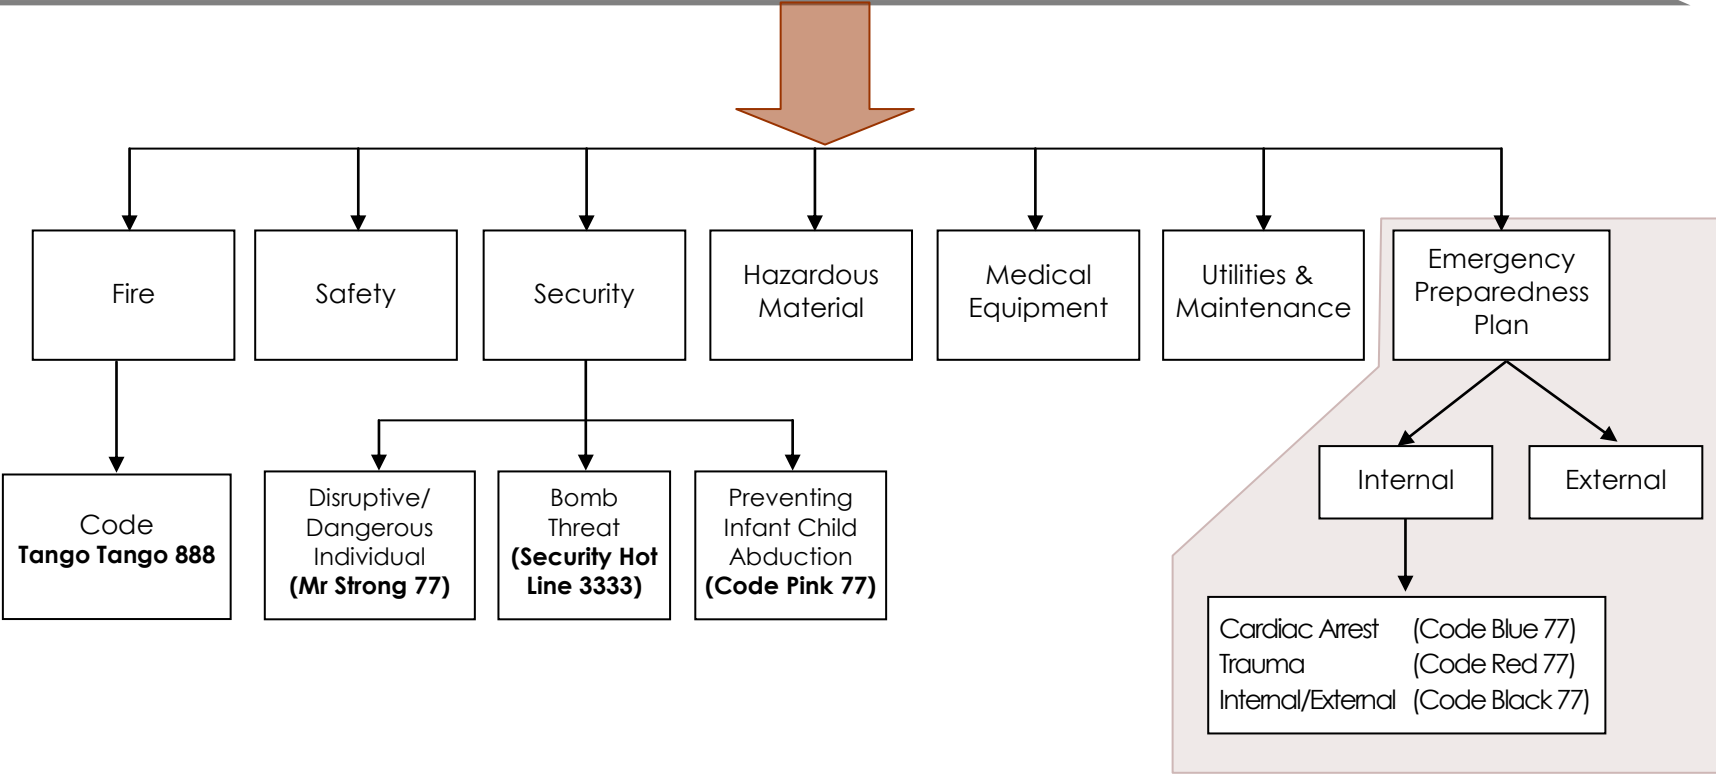 Fire
Safety
Security
Hazardous
Material
Medical
Equipment
Utilities &
Maintenance
Emergency
Preparedness
Plan
Code
Tango Tango 888
Disruptive/
Dangerous
Individual
(Mr Strong 77)
Bomb
Threat
(Security Hot
Line 3333)
Preventing
Infant Child
Abduction
(Code Pink 77)
Internal
External
Cardiac Arrest (Code Blue 77)
Trauma (Code Red 77)
Internal/External (Code Black 77)